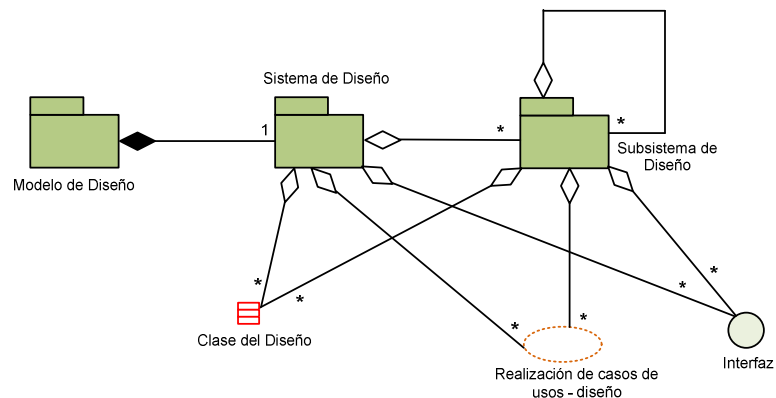 Sistema de Diseño
*
1
*
Subsistema de
Diseño
Modelo de Diseño
*
*
*
*
*
*
Clase del Diseño
Interfaz
Realización de casos de
usos - diseño